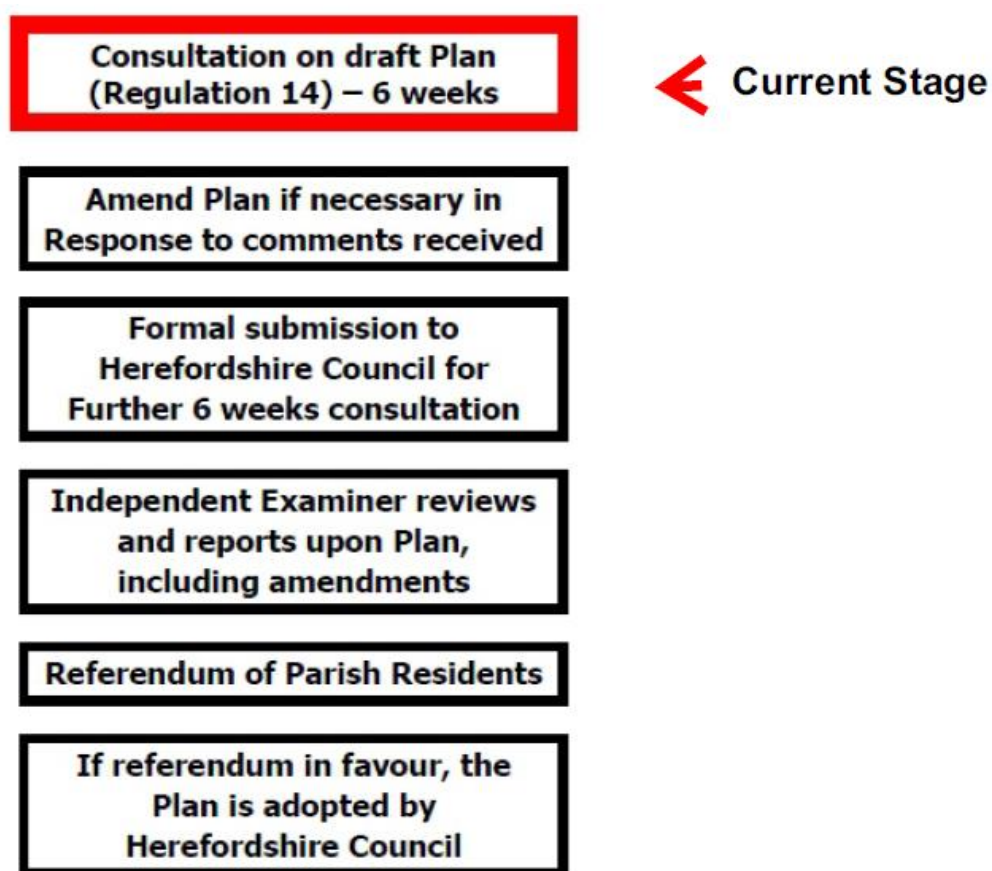 Consultation on draft Plan
(Regulation 14) – 6 weeks
Current Stage
Amend Plan if necessary in
Response to comments received
Formal submission to
Herefordshire Council for
Further 6 weeks consultation
Independent Examiner reviews
and reports upon Plan,
including amendments
Referendum of Parish Residents
If referendum in favour, the
Plan is adopted by
Herefordshire Council